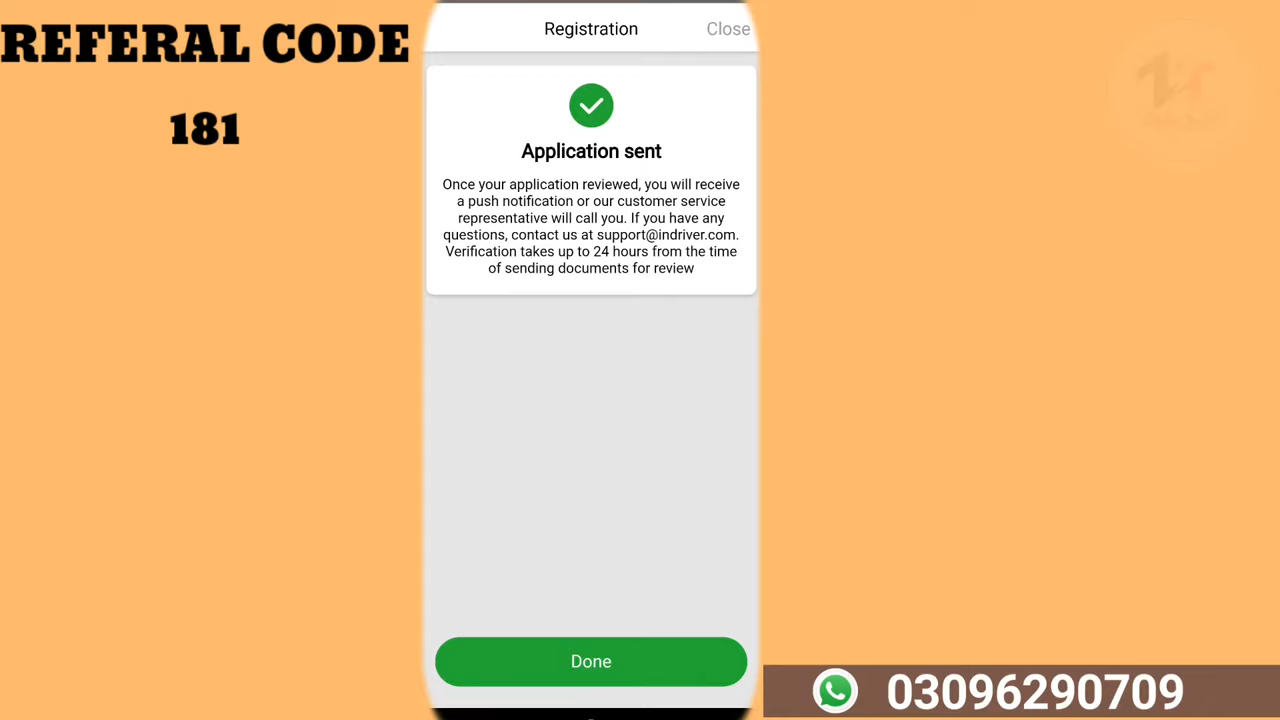 REFERAL CODE
181
Registration
Close
Application sent
Once your application reviewed, you will receive
a push notification or our customer service
representative will call you. If you have any
questions, contact us at support@indriver.com.
Verification takes up to 24 hours from the time
of sending documents for review
Done
03096290709